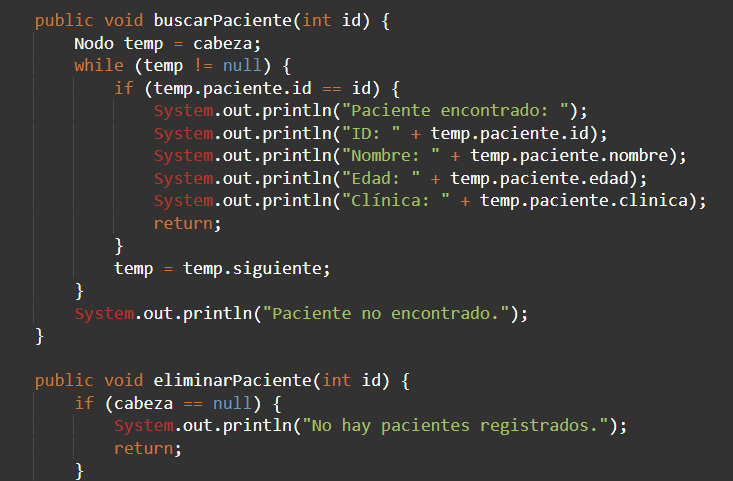 public void buscarPaciente(int id) {
Nodo temp = cabeza;
while (temp != null) {
if (temp.paciente.id == id) {
System.out.println("Paciente encontrado: ");
System.out.println("ID: " + temp.paciente.id);
System.out.println("Nombre: " + temp.paciente.nombre);
System.out.println("Edad: " + temp.paciente.edad);
System.out.println("Clínica: " + temp.paciente.clinica);
return;
}
temp = temp.siguiente;
}
System.out.println("Paciente no encontrado.");
}
public void eliminarPaciente(int id) {
if (cabeza == null) {
System.out.println("No hay pacientes registrados.");
return;
}